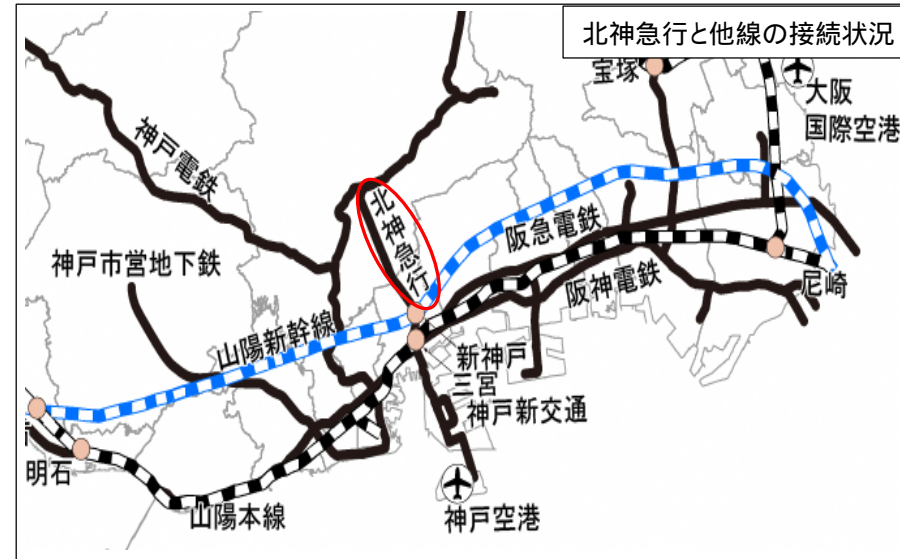 北神急行と他線の接続状況
宝塚
大阪
国際空港
神戸電鉄
北神急行
阪急電鉄
神戸市営地下鉄
阪神電鉄
尼崎
山陽新幹線
新神戸
三宮
神戸新交通
明石
山陽本線
神戸空港